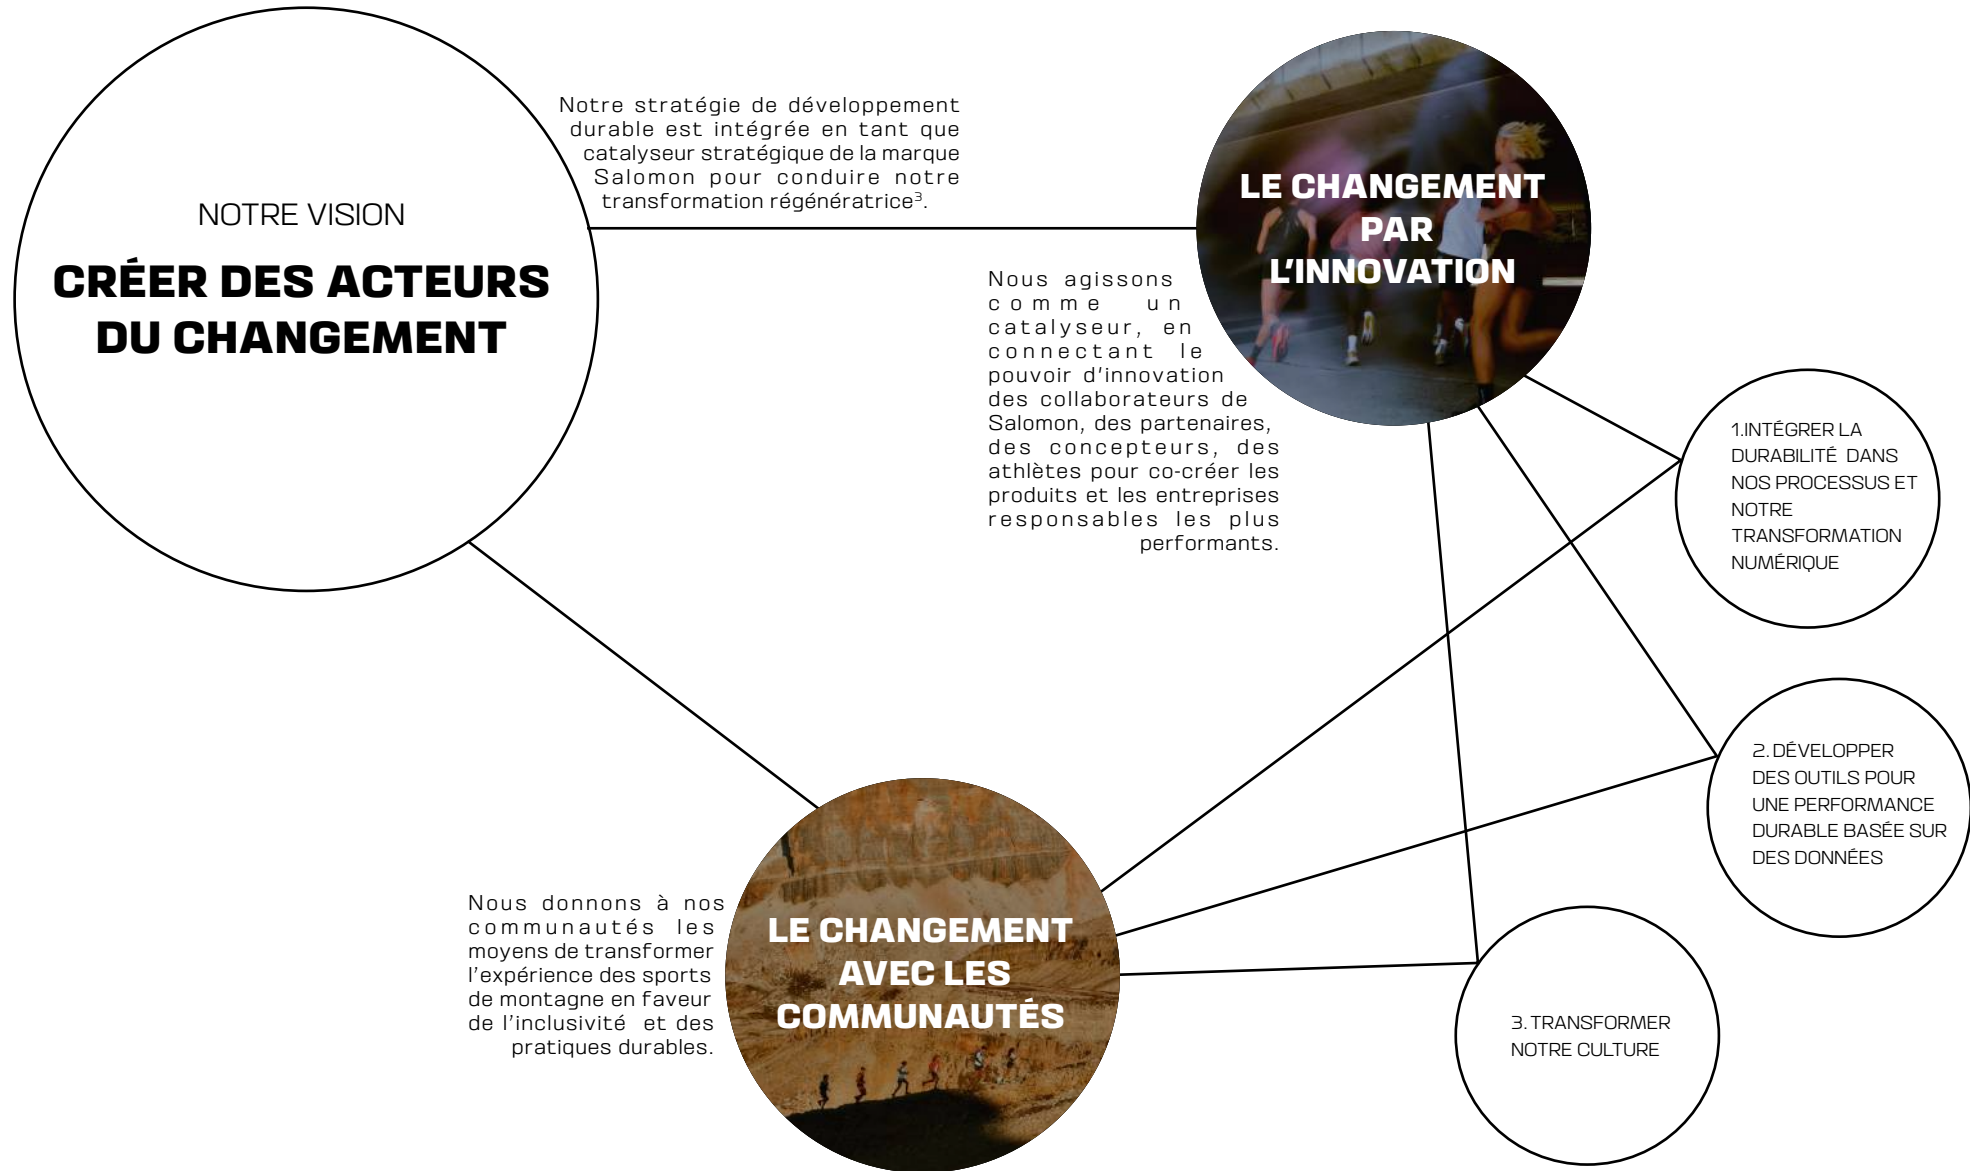 NOTRE VISION
CRÉER DES ACTEURS
DU CHANGEMENT
Notre stratégie de développement
durable est intégrée en tant que
catalyseur stratégique de la marque
Salomon pour conduire notre
transformation régénératrice³.
LE CHANGEMENT
PAR
L'INNOVATION
Nous agissons
comme un
catalyseur, en
connectant le
pouvoir d'innovation
des collaborateurs de
Salomon, des partenaires,
des concepteurs, des
athlètes pour co-créer les
produits et les entreprises
responsables les plus
performants.
1.INTÉGRER LA
DURABILITÉ DANS
NOS PROCESSUS ET
NOTRE
TRANSFORMATION
NUMÉRIQUE
2. DÉVELOPPER
DES OUTILS POUR
UNE PERFORMANCE
DURABLE BASÉE SUR
DES DONNÉES
Nous donnons à nos
communautés les
moyens de transformer
l'expérience des sports
de montagne en faveur
de l'inclusivité et des
pratiques durables.
LE CHANGEMENT
AVEC LES
COMMUNAUTÉS
3. TRANSFORMER
NOTRE CULTURE